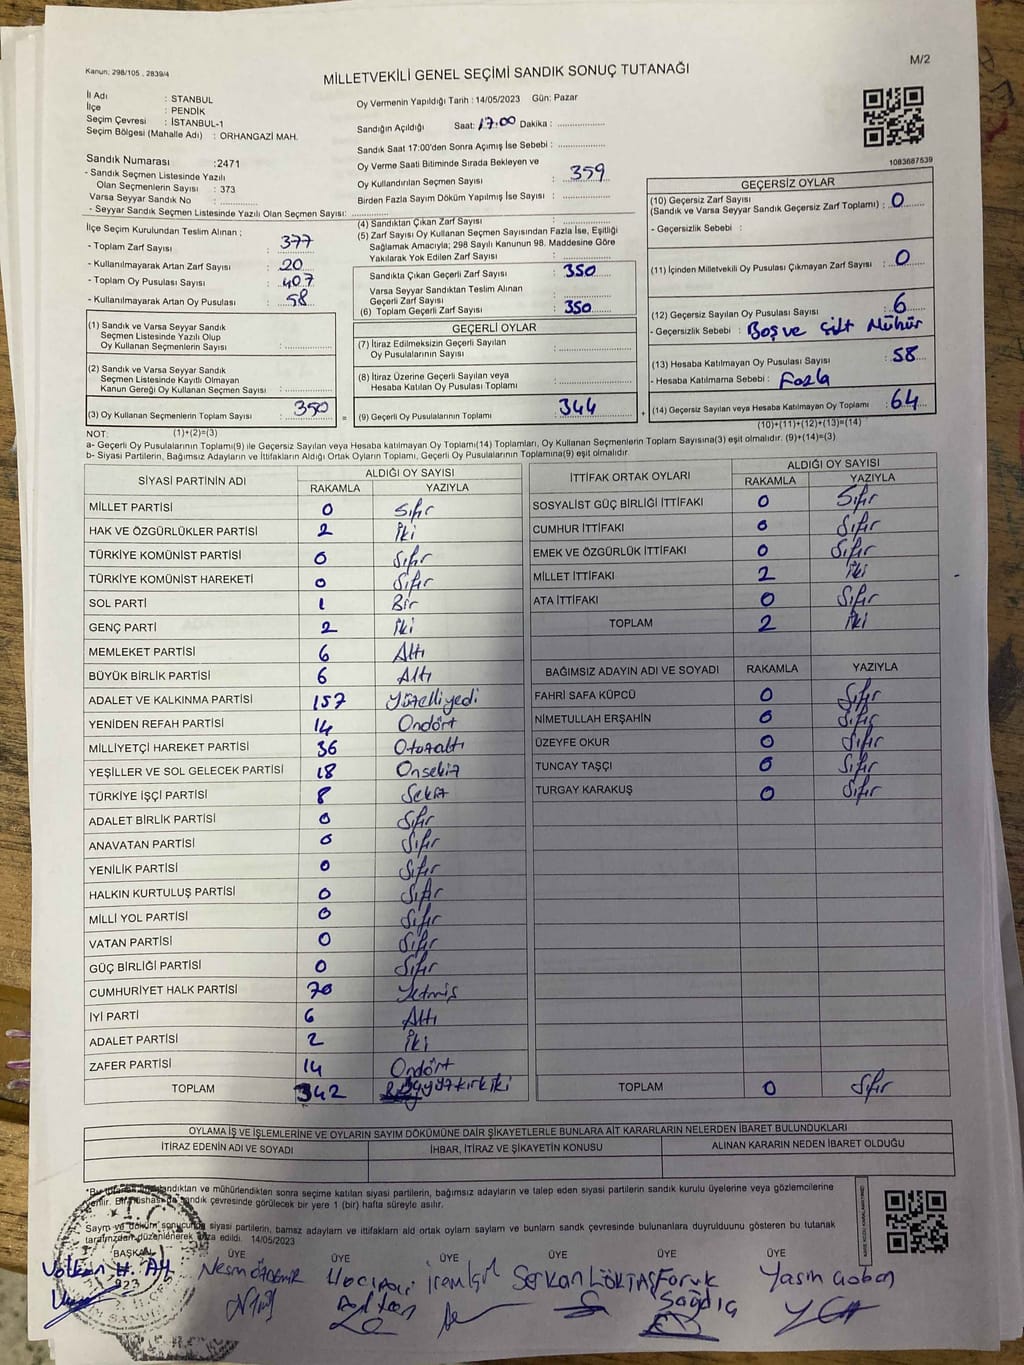 Kanun; 298/105 , 2839/4
MİLLETVEKİLİ GENEL SEÇİMİ SANDIK SONUÇ TUTANAĞI
M/2
İl Adı : STANBUL
İlçe : PENDİK
Seçim Çevresi : İSTANBUL-1
Seçim Bölgesi (Mahalle Adı) : ORHANGAZİ MAH.
Sandık Numarası :2471
- Sandık Seçmen Listesinde Yazılı
Olan Seçmenlerin Sayısı : 373
Varsa Seyyar Sandık No :
- Seyyar Sandık Seçmen Listesinde Yazılı Olan Seçmen Sayısı:
Oy Vermenin Yapıldığı Tarih : 14/05/2023 Gün: Pazar
Sandığın Açıldığı Saat: 17.00 Dakika :
Sandık Saat 17:00'den Sonra Açımış İse Sebebi :
Oy Verme Saati Bitiminde Sırada Bekleyen ve
Oy Kullandırılan Seçmen Sayısı : 359
Birden Fazla Sayım Döküm Yapılmış İse Sayısı :
1083687539
İlçe Seçim Kurulundan Teslim Alınan ;
- Toplam Zarf Sayısı : 377
- Kullanılmayarak Artan Zarf Sayısı : 20
- Toplam Oy Pusulası Sayısı : 407
- Kullanılmayarak Artan Oy Pusulası : 58
(1) Sandık ve Varsa Seyyar Sandık
Seçmen Listesinde Yazılı Olup
Oy Kullanan Seçmenlerin Sayısı :
(2) Sandık ve Varsa Seyyar Sandık
Seçmen Listesinde Kayıtlı Olmayan
Kanun Gereği Oy Kullanan Seçmen Sayısı :
(3) Oy Kullanan Seçmenlerin Toplam Sayısı : 350 =
(4) Sandıktan Çıkan Zarf Sayısı :
(5) Zarf Sayısı Oy Kullanan Seçmen Sayısından Fazla İse, Eşitliği
Sağlamak Amacıyla; 298 Sayılı Kanunun 98. Maddesine Göre
Yakılarak Yok Edilen Zarf Sayısı :
Sandıkta Çıkan Geçerli Zarf Sayısı : 350
Varsa Seyyar Sandıktan Teslim Alınan
Geçerli Zarf Sayısı :
(6) Toplam Geçerli Zarf Sayısı : 350
GEÇERLİ OYLAR
(7) İtiraz Edilmeksizin Geçerli Sayılan
Oy Pusulalarının Sayısı :
(8) İtiraz Üzerine Geçerli Sayılan veya
Hesaba Katılan Oy Pusulası Toplamı :
(9) Geçerli Oy Pusulalarının Toplamı : 344 +
GEÇERSİZ OYLAR
(10) Geçersiz Zarf Sayısı
(Sandık ve Varsa Seyyar Sandık Geçersiz Zarf Toplamı) : 0
- Geçersizlik Sebebi :
(11) İçinden Milletvekili Oy Pusulası Çıkmayan Zarf Sayısı : 0
(12) Geçersiz Sayılan Oy Pusulası Sayısı : 6
- Geçersizlik Sebebi : Boş ve Çift Mühür
(13) Hesaba Katılmayan Oy Pusulası Sayısı : 58
- Hesaba Katılmama Sebebi : Fazla
(14) Geçersiz Sayılan veya Hesaba Katılmayan Oy Toplamı : 64
NOT: (1)+(2)=(3)
(10)+(11)+(12)+(13)=(14)
a- Geçerli Oy Pusulalarının Toplamı(9) ile Geçersiz Sayılan veya Hesaba katılmayan Oy Toplamı(14) Toplamları, Oy Kullanan Seçmenlerin Toplam Sayısına(3) eşit olmalıdır. (9)+(14)=(3)
b- Siyasi Partilerin, Bağımsız Adayların ve İttifakların Aldığı Ortak Oyların Toplamı, Geçerli Oy Pusulalarının Toplamına(9) eşit olmalıdır.
SİYASİ PARTİNİN ADI ALDIĞI OY SAYISI
RAKAMLA YAZIYLA
MİLLET PARTİSİ 0 Sıfır
HAK VE ÖZGÜRLÜKLER PARTİSİ 2 İki
TÜRKİYE KOMÜNİST PARTİSİ 0 Sıfır
TÜRKİYE KOMÜNİST HAREKETİ 0 Sıfır
SOL PARTİ 1 Bir
GENÇ PARTİ 2 İki
MEMLEKET PARTİSİ 6 Altı
BÜYÜK BİRLİK PARTİSİ 6 Altı
ADALET VE KALKINMA PARTİSİ 157 Yüzelliyedi
YENİDEN REFAH PARTİSİ 14 Ondört
MİLLİYETÇİ HAREKET PARTİSİ 36 Otuzaltı
YEŞİLLER VE SOL GELECEK PARTİSİ 18 Onsekiz
TÜRKİYE İŞÇİ PARTİSİ 8 Sekiz
ADALET BİRLİK PARTİSİ 0 Sıfır
ANAVATAN PARTİSİ 0 Sıfır
YENİLİK PARTİSİ 0 Sıfır
HALKIN KURTULUŞ PARTİSİ 0 Sıfır
MİLLİ YOL PARTİSİ 0 Sıfır
VATAN PARTİSİ 0 Sıfır
GÜÇ BİRLİĞİ PARTİSİ 0 Sıfır
CUMHURİYET HALK PARTİSİ 70 Yetmiş
İYİ PARTİ 6 Altı
ADALET PARTİSİ 2 İki
ZAFER PARTİSİ 14 Ondört
TOPLAM 342
İTTİFAK ORTAK OYLARI ALDIĞI OY SAYISI
RAKAMLA YAZIYLA
SOSYALİST GÜÇ BİRLİĞİ İTTİFAKI 0 Sıfır
CUMHUR İTTİFAKI 0 Sıfır
EMEK VE ÖZGÜRLÜK İTTİFAKI 0 Sıfır
MİLLET İTTİFAKI 2 İki
ATA İTTİFAKI 0 Sıfır
TOPLAM 2 İki
BAĞIMSIZ ADAYIN ADI VE SOYADI RAKAMLA YAZIYLA
FAHRİ SAFA KÜPCÜ 0 Sıfır
NİMETULLAH ERŞAHİN 0 Sıfır
ÜZEYFE OKUR 0 Sıfır
TUNCAY TAŞÇI 0 Sıfır
TURGAY KARAKUŞ 0 Sıfır
TOPLAM 0 Sıfır
OYLAMA İŞ VE İŞLEMLERİNE VE OYLARIN SAYIM DÖKÜMÜNE DAİR ŞİKAYETLERLE BUNLARA AİT KARARLARIN NELERDEN İBARET BULUNDUKLARI
İTİRAZ EDENİN ADI VE SOYADI İHBAR, İTİRAZ VE ŞİKAYETİN KONUSU ALINAN KARARIN NEDEN İBARET OLDUĞU
sandıktan ve mühürlendikten sonra seçime katılan siyasi partilerin, bağımsız adayların ve talep eden siyasi partilerin sandık kurulu üyelerine veya gözlemcilerine
verilir. Bir nüshası da sandık çevresinde görülecek bir yere 1 (bir) hafta süreyle asılır.
Sayım ve döküm sonucunda siyasi partilerin, bamsız adayların ve ittifakların ald ortak oyların sayların ve bunların sandık çevresinde bulunanlara duyrulduunu gösteren bu tutanak
tarafmzdan düzenlenerek imza edildi. 14/05/2023
BAŞKAN ÜYE ÜYE ÜYE ÜYE ÜYE ÜYE
Volkan H. Serkan Faruk Yasin